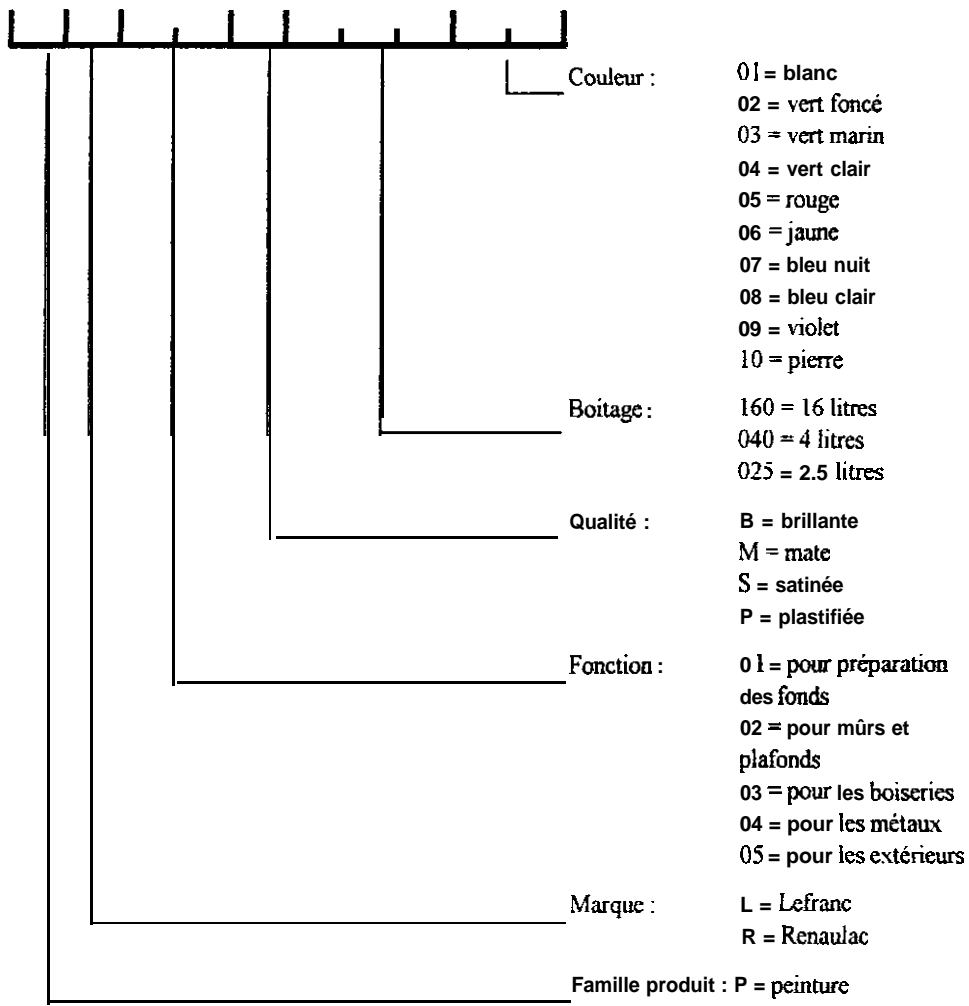 Couleur : 01 = blanc
02 = vert foncé
03 = vert marin
04 = vert clair
05 = rouge
06 = jaune
07 = bleu nuit
08 = bleu clair
09 = violet
10 = pierre
Boitage : 160 = 16 litres
040 = 4 litres
025 = 2.5 litres
Qualité : B = brillante
M = mate
S = satinée
P = plastifiée
Fonction : 01 = pour préparation
des fonds
02 = pour mûrs et
plafonds
03 = pour les boiseries
04 = pour les métaux
05 = pour les extérieurs
Marque : L = Lefranc
R = Renaulac
Famille produit : P = peinture